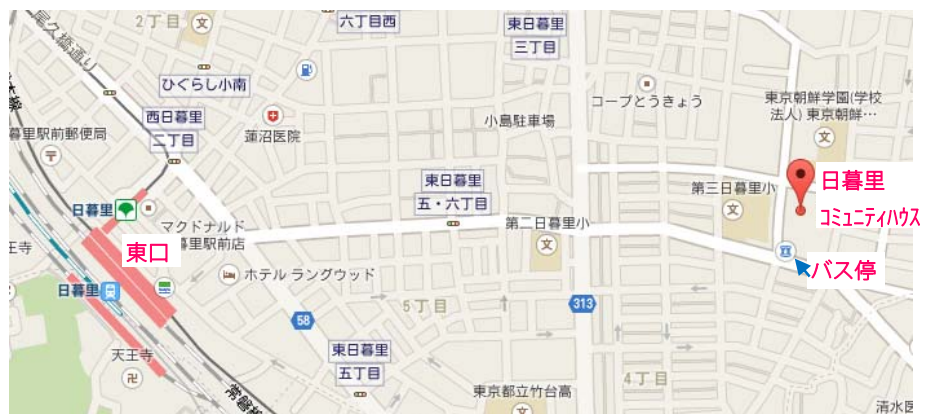 尾久橋通り
2丁目
六丁目西
東日暮里
三丁目
ひぐらし小南
コープとうきょう
東京朝鮮学園(学校
法人) 東京朝鮮…
西日暮里
二丁目
暮里駅前郵便局
蓮沼医院
小島駐車場
東日暮里
五・六丁目
第三日暮里小
日暮里
コミュニティハウス
日暮里
マクドナルド
暮里駅前店
第二日暮里小
東口
王寺
ホテル ラングウッド
バス停
日暮里
5丁目
313
58
天王寺
東日暮里
五丁目
4丁目
東京都立竹台高
常磐線
清水医